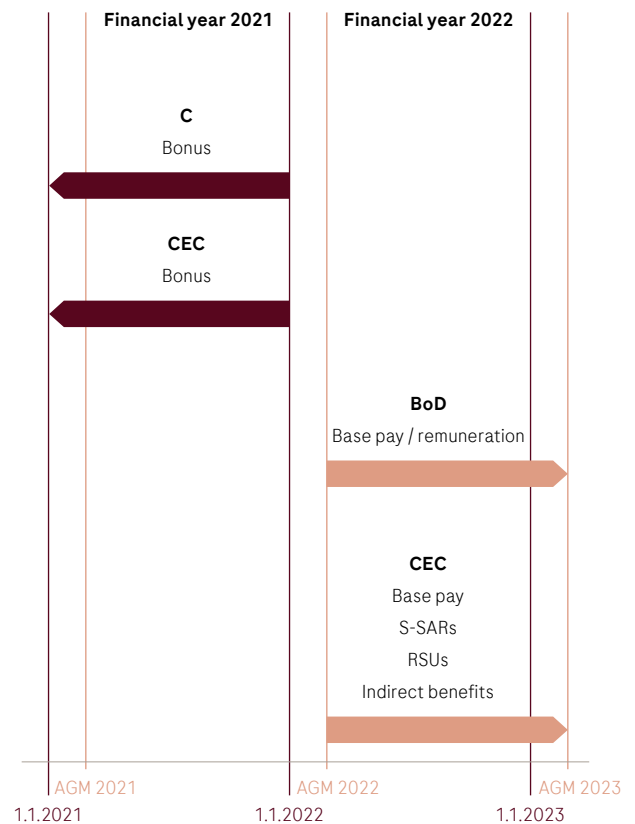 Financial year 2021
Financial year 2022
C
Bonus
CEC
Bonus
BoD
Base pay / remuneration
CEC
Base pay
S-SARs
RSUs
Indirect benefits
AGM 2021
AGM 2022
AGM 2023
1.1.2021
1.1.2022
1.1.2023